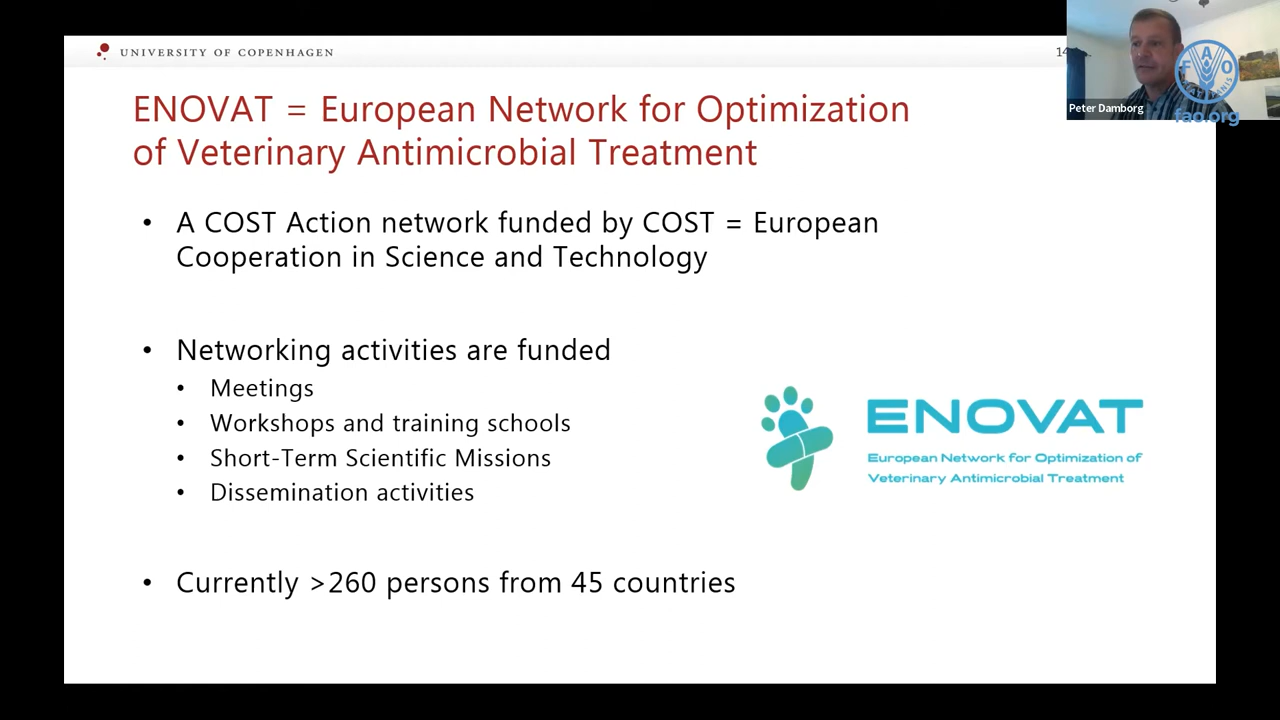 UNIVERSITY OF COPENHAGEN
ENOVAT = European Network for Optimization
of Veterinary Antimicrobial Treatment
• A COST Action network funded by COST = European
Cooperation in Science and Technology
• Networking activities are funded
• Meetings
• Workshops and training schools
• Short-Term Scientific Missions
• Dissemination activities
• Currently >260 persons from 45 countries
ENOVAT
European Network for Optimization of
Veterinary Antimicrobial Treatment
Peter Damborg
F A O
fao.org